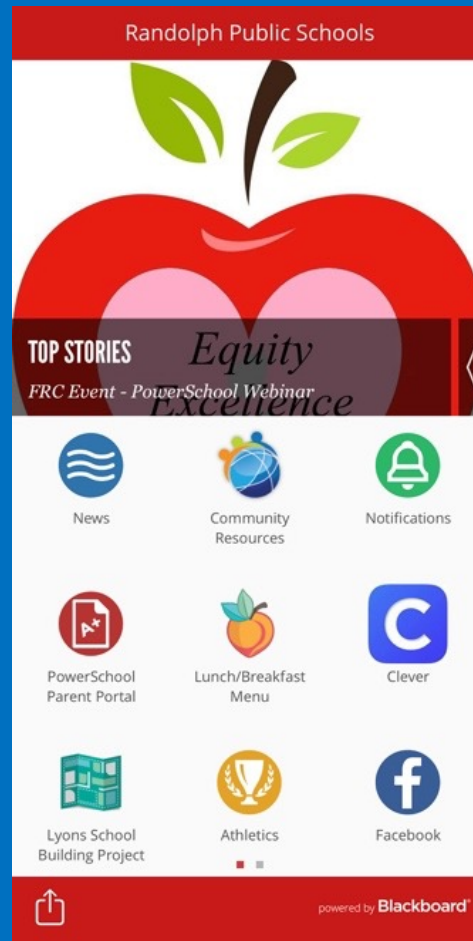 Randolph Public Schools
Equity
TOP STORIES
Excellence
FRC Event - PowerSchool Webinar
News
Community
Resources
Notifications
A+
PowerSchool
Parent Portal
Lunch/Breakfast
Menu
C
Clever
Lyons School
Building Project
Athletics
f
Facebook
powered by Blackboard